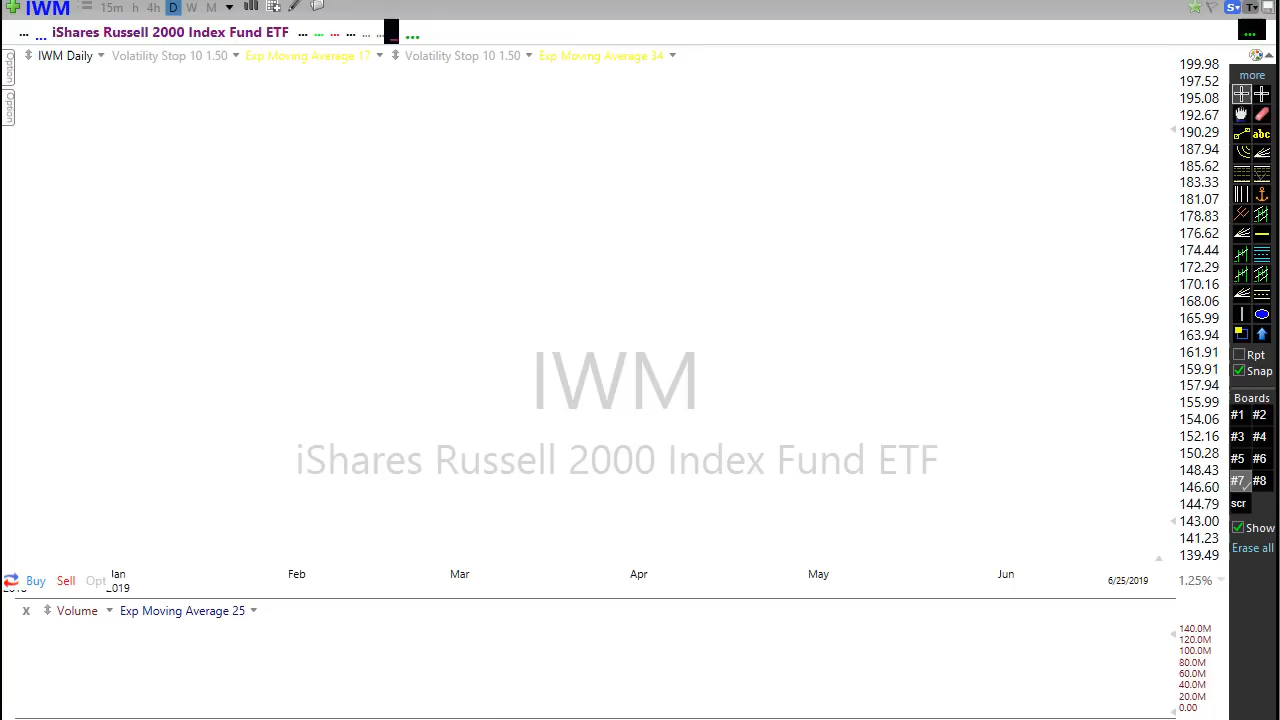 IWM 15m h 4h D W M S T
iShares Russell 2000 Index Fund ETF
IWM Daily Volatility Stop 10 1.50 Exp Moving Average 17 Volatility Stop 10 1.50 Exp Moving Average 34
Option
Option
199.98
197.52
195.08
192.67
190.29
187.94
185.62
183.33
181.07
178.83
176.62
174.44
172.29
170.16
168.06
165.99
163.94
161.91
159.91
157.94
155.99
154.06
152.16
150.28
148.43
146.60
144.79
143.00
141.23
139.49
1.25%
more
abc
Rpt
Snap
Boards
#1 #2
#3 #4
#5 #6
#7 #8
scr
Show
Erase all
IWM
iShares Russell 2000 Index Fund ETF
Jan Feb Mar Apr May Jun 6/25/2019
Buy Sell Opt
2019
x Volume Exp Moving Average 25
140.0M
120.0M
100.0M
80.0M
60.0M
40.0M
20.0M
0.00